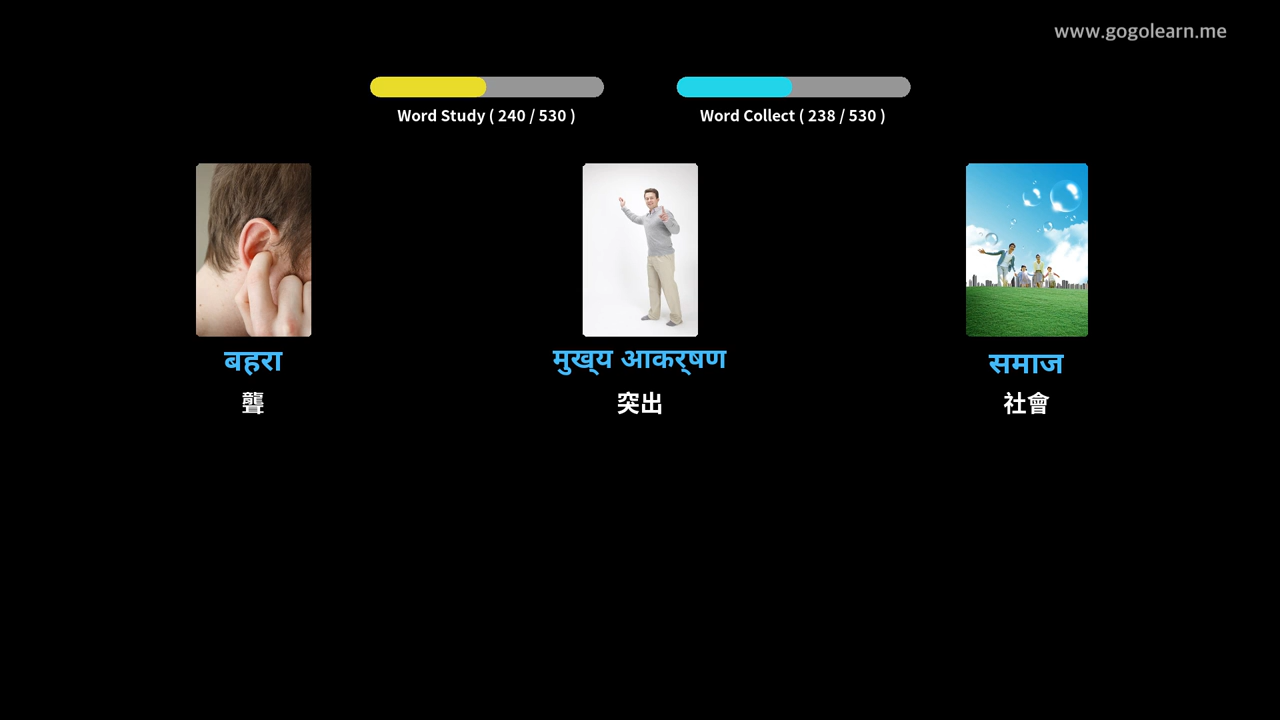 www.gogolearn.me
Word Study ( 240 / 530 )
Word Collect ( 238 / 530 )
बहरा
मुख्य आकर्षण
समाज
聾
突出
社會